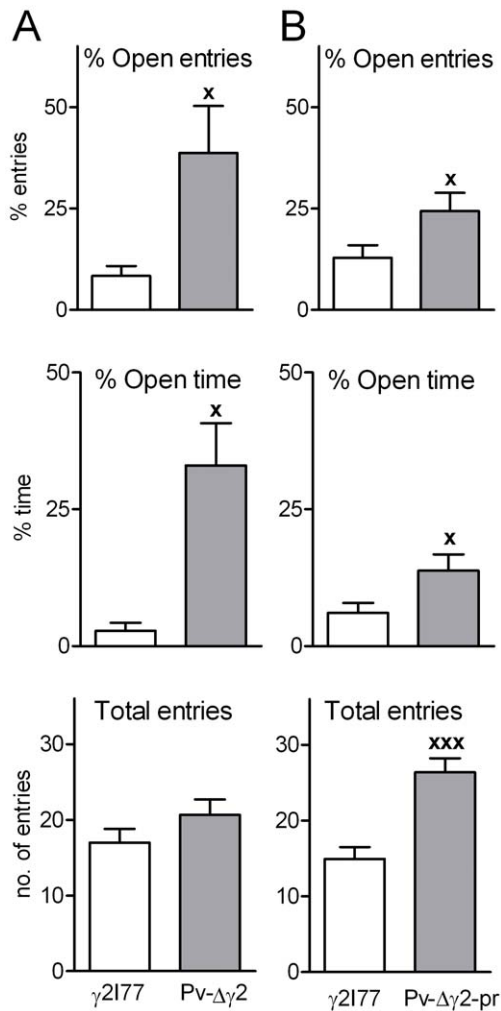 A
B
% Open entries
% Open entries
50
25
0
% entries
x
50
25
0
x
% Open time
% Open time
50
25
0
% time
x
50
25
0
x
Total entries
Total entries
30
20
10
0
no. of entries
30
20
10
0
xxx
γ2I77
Pv-Δγ2
γ2I77
Pv-Δγ2-pr